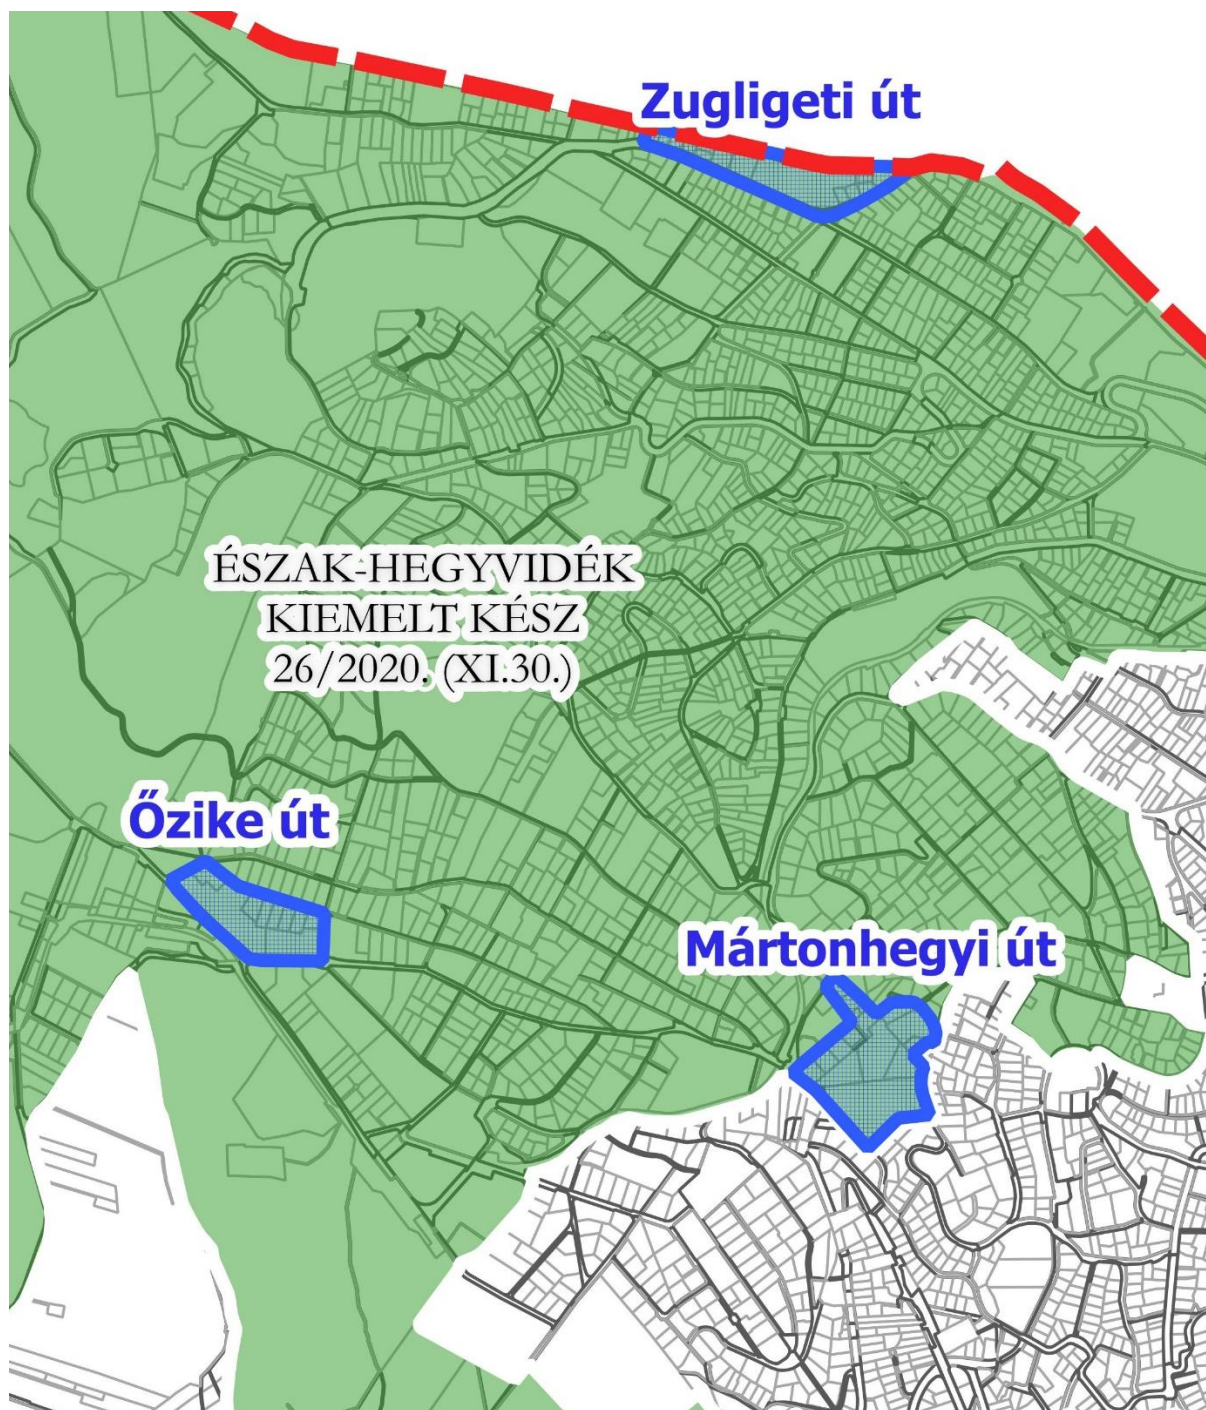 Zugligeti út
ÉSZAK-HEGYVIDÉK
KIEMELT KÉSZ
26/2020. (XI.30.)
Őzike út
Mártonhegyi út